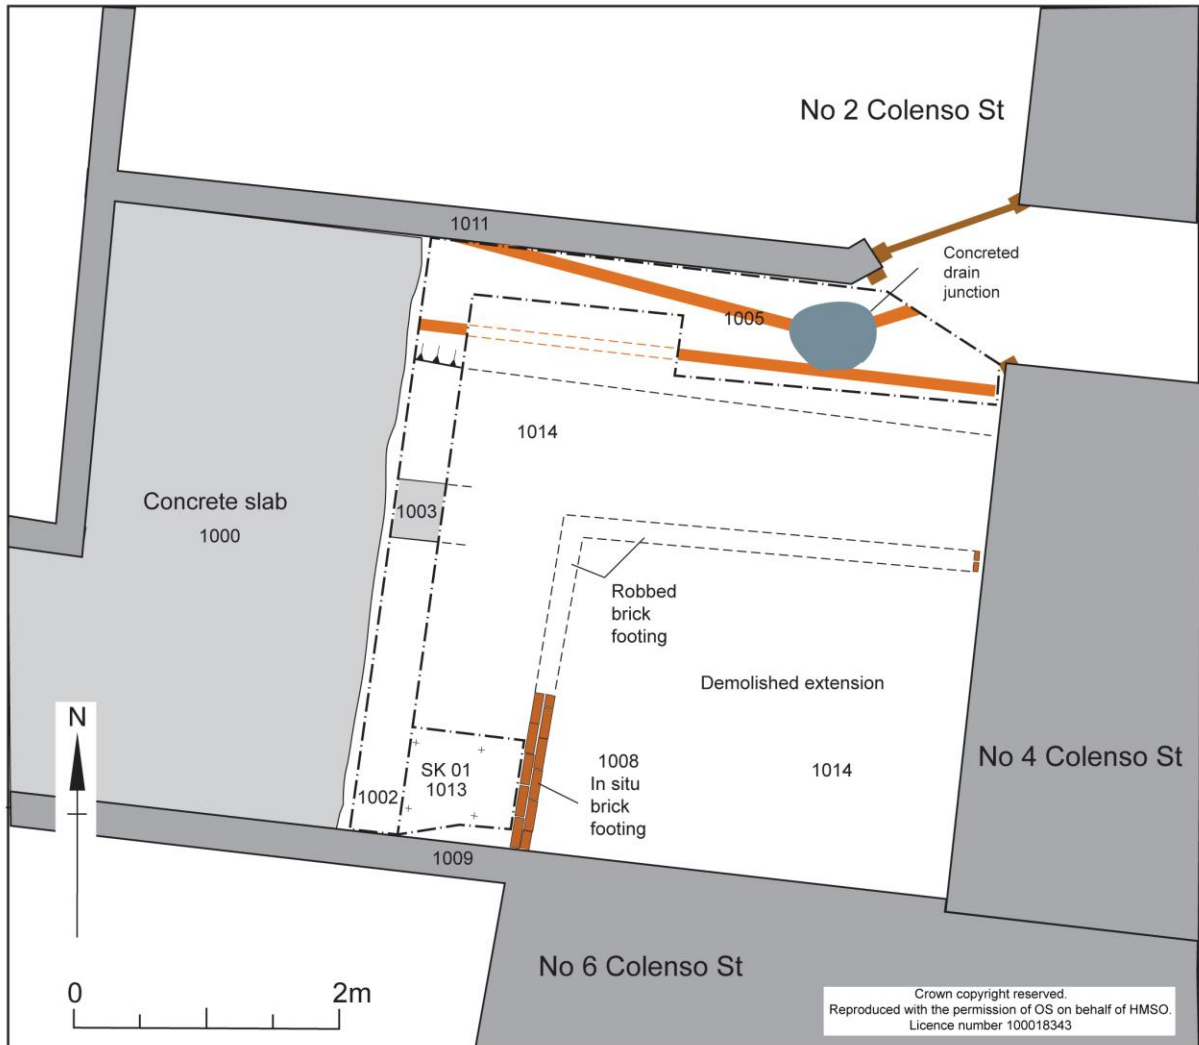 No 2 Colenso St
1011
Concreted
drain
junction
1005
1014
Concrete slab
1000
1003
Robbed
brick
footing
Demolished extension
N
No 4 Colenso St
SK 01
1013
1002
1008
In situ
brick
footing
1014
1009
No 6 Colenso St
0 2m
Crown copyright reserved.
Reproduced with the permission of OS on behalf of HMSO.
Licence number 100018343